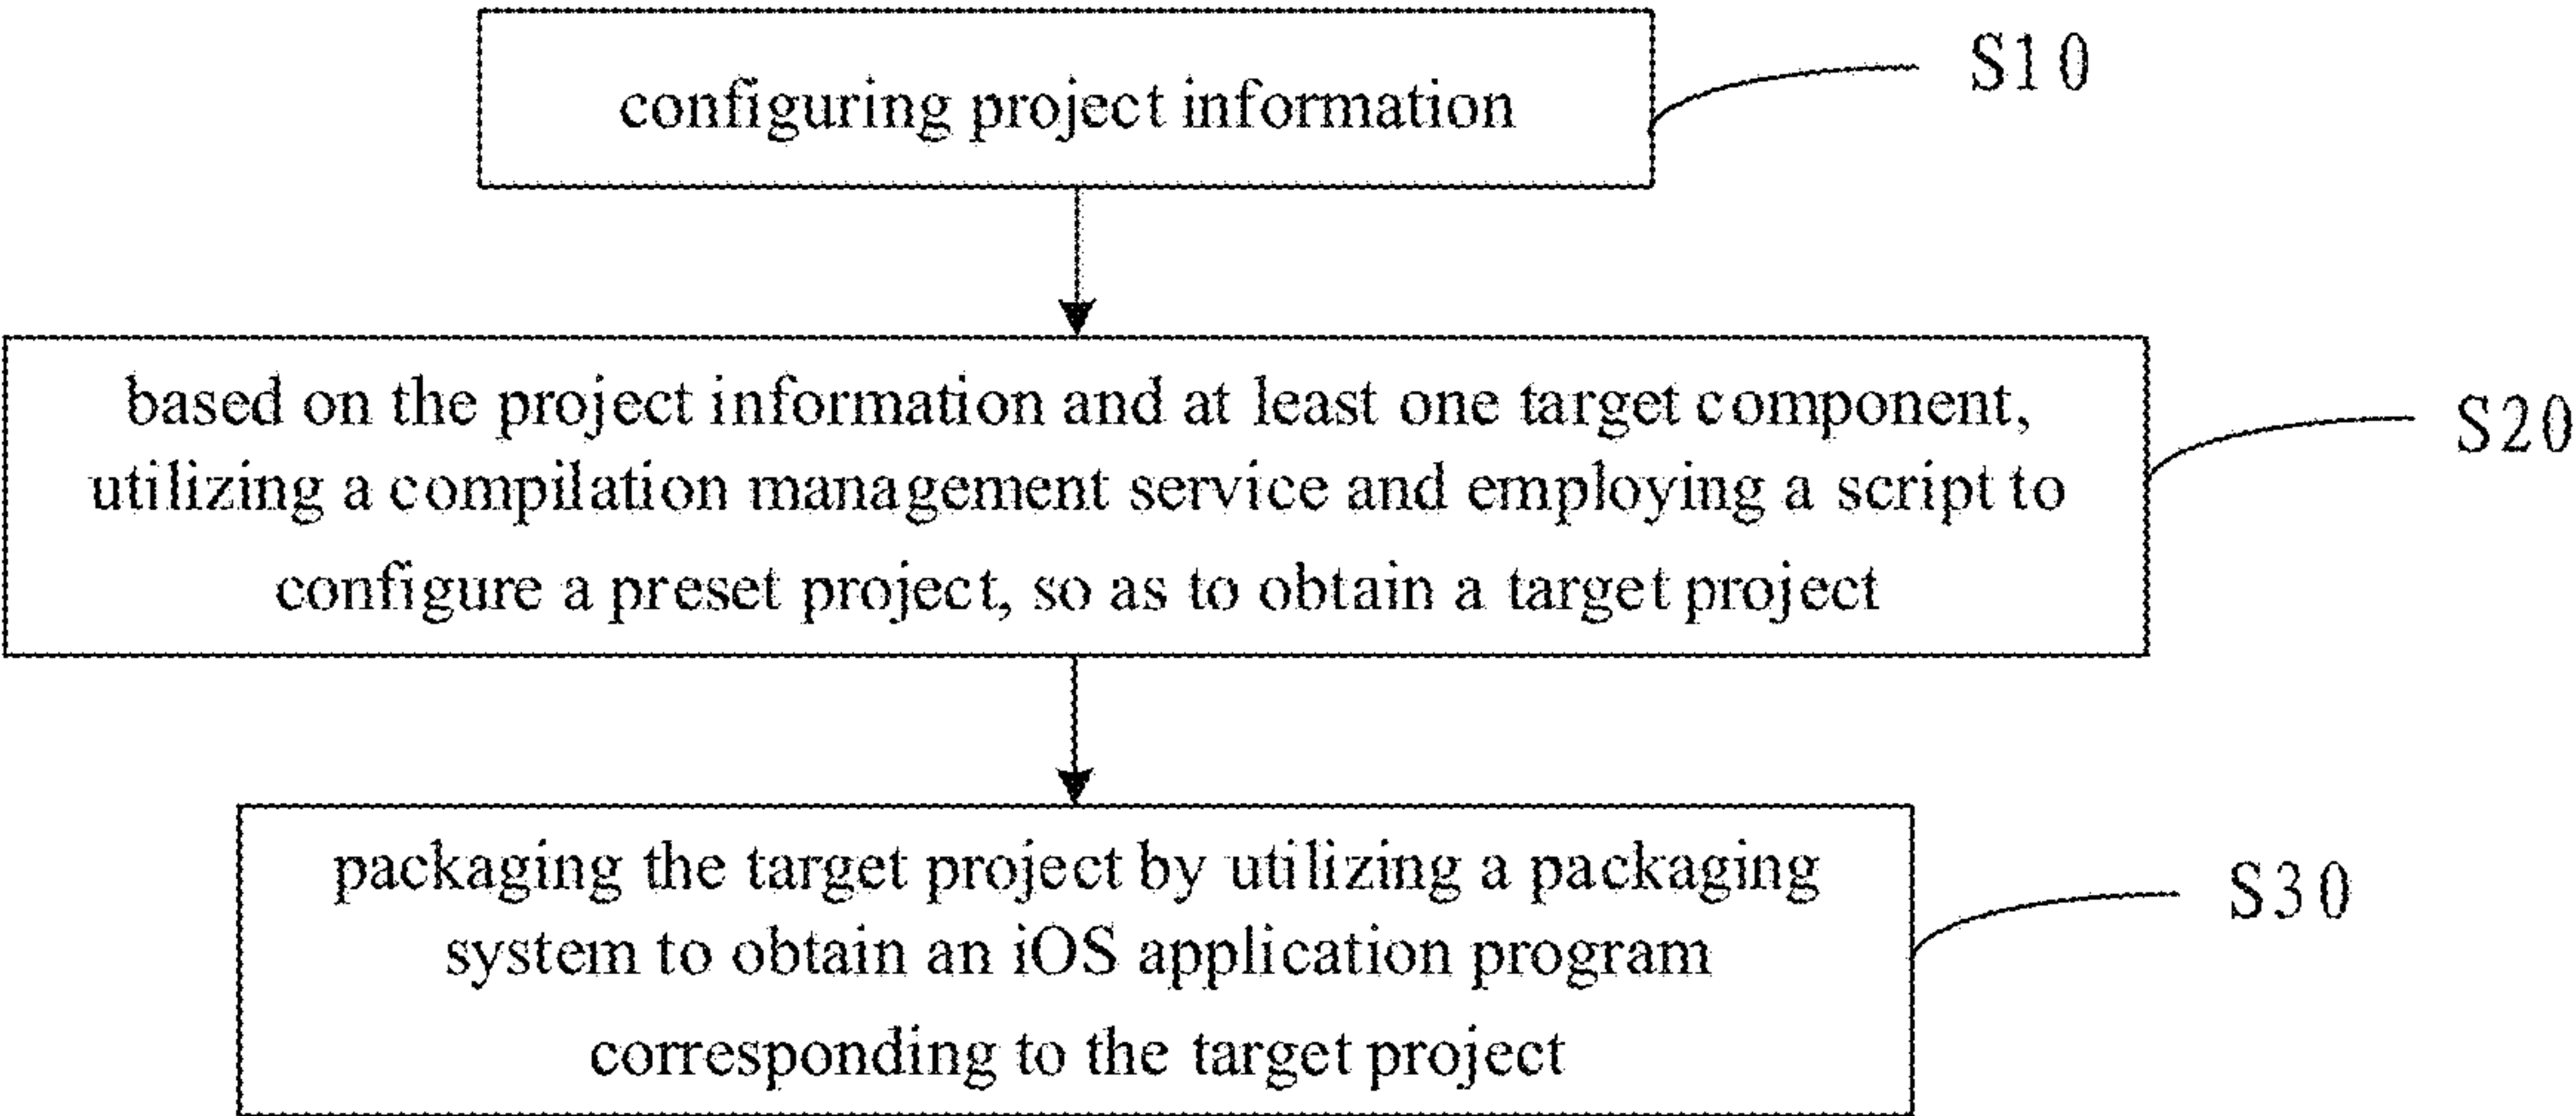 configuring project information
S10
based on the project information and at least one target component,
utilizing a compilation management service and employing a script to
configure a preset project, so as to obtain a target project
S20
packaging the target project by utilizing a packaging
system to obtain an iOS application program
corresponding to the target project
S30